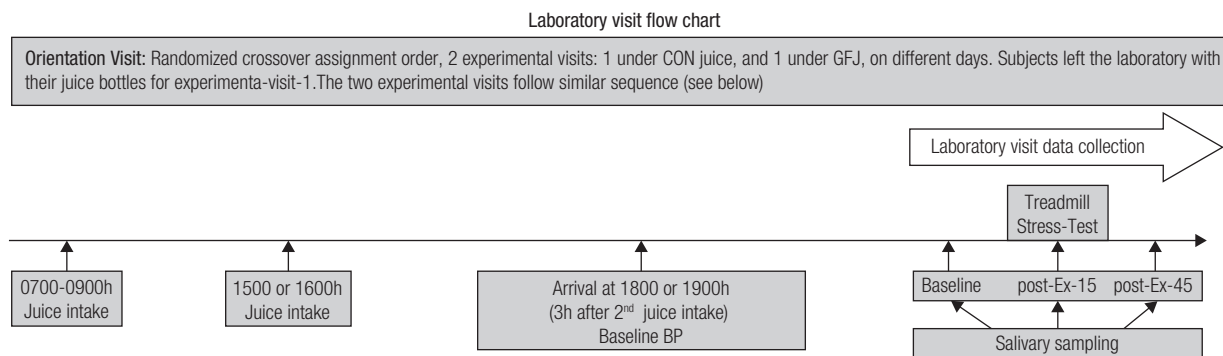 Laboratory visit flow chart
Orientation Visit: Randomized crossover assignment order, 2 experimental visits: 1 under CON juice, and 1 under GFJ, on different days. Subjects left the laboratory with
their juice bottles for experimenta-visit-1.The two experimental visits follow similar sequence (see below)
Laboratory visit data collection
Treadmill
Stress-Test
0700-0900h
Juice intake
1500 or 1600h
Juice intake
Arrival at 1800 or 1900h
(3h after 2nd juice intake)
Baseline BP
Baseline post-Ex-15 post-Ex-45
Salivary sampling